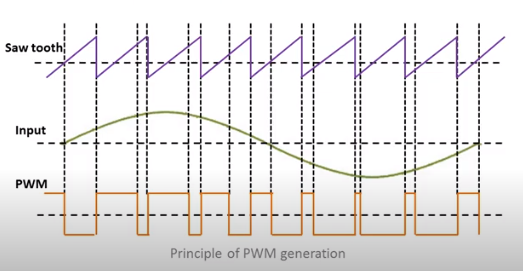 Saw tooth
Input
PWM
Principle of PWM generation